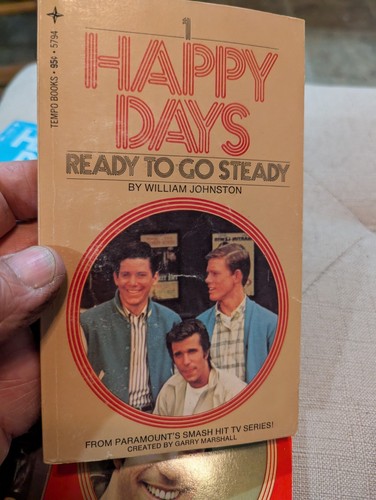 TEMPO BOOKS • 95¢ • 5794
1
HAPPY
DAYS
READY TO GO STEADY
BY WILLIAM JOHNSTON
FROM PARAMOUNT'S SMASH HIT TV SERIES!
CREATED BY GARRY MARSHALL